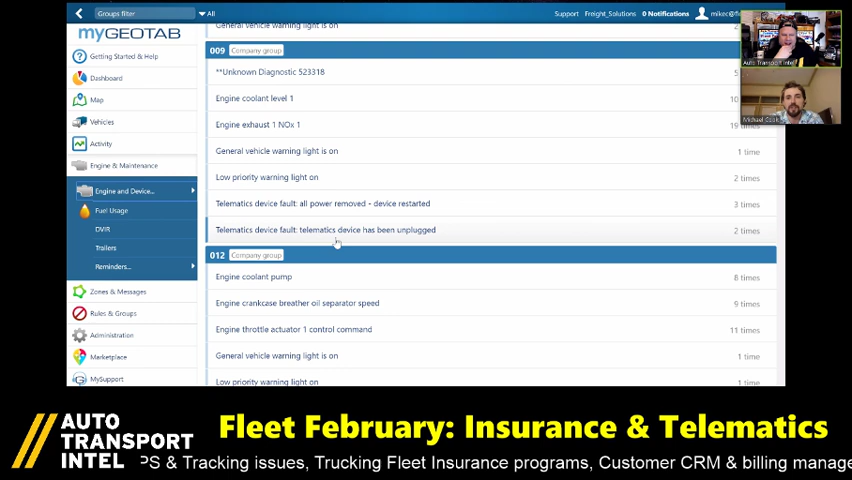 Groups filter
All
Support
Freight_Solutions
0 Notifications
myGEOTAB
Getting Started & Help
Dashboard
Map
Vehicles
Activity
Engine & Maintenance
Engine and Device...
Fuel Usage
DVIR
Trailers
Reminders...
Zones & Messages
Rules & Groups
Administration
Marketplace
MySupport
General vehicle warning light is on
009 Company group
**Unknown Diagnostic 523318
Engine coolant level 1
Engine exhaust 1 NOx 1
General vehicle warning light is on 1 time
Low priority warning light on 2 times
Telematics device fault: all power removed - device restarted 3 times
Telematics device fault: telematics device has been unplugged 2 times
012 Company group
Engine coolant pump 8 times
Engine crankcase breather oil separator speed 9 times
Engine throttle actuator 1 control command 11 times
General vehicle warning light is on 1 time
Low priority warning light on 1 time
Auto Transport Intel
Michael Cook
AUTO
TRANSPORT
INTEL
Fleet February: Insurance & Telematics
PS & Tracking issues, Trucking Fleet Insurance programs, Customer CRM & billing manage